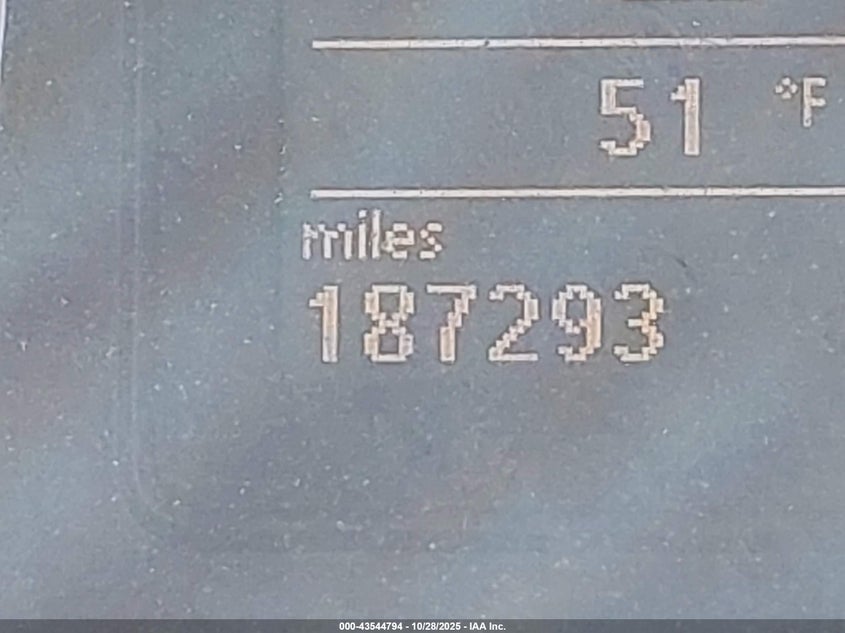 51 °F
miles
187293
000-43544794 - 10/28/2025 - IAA Inc.